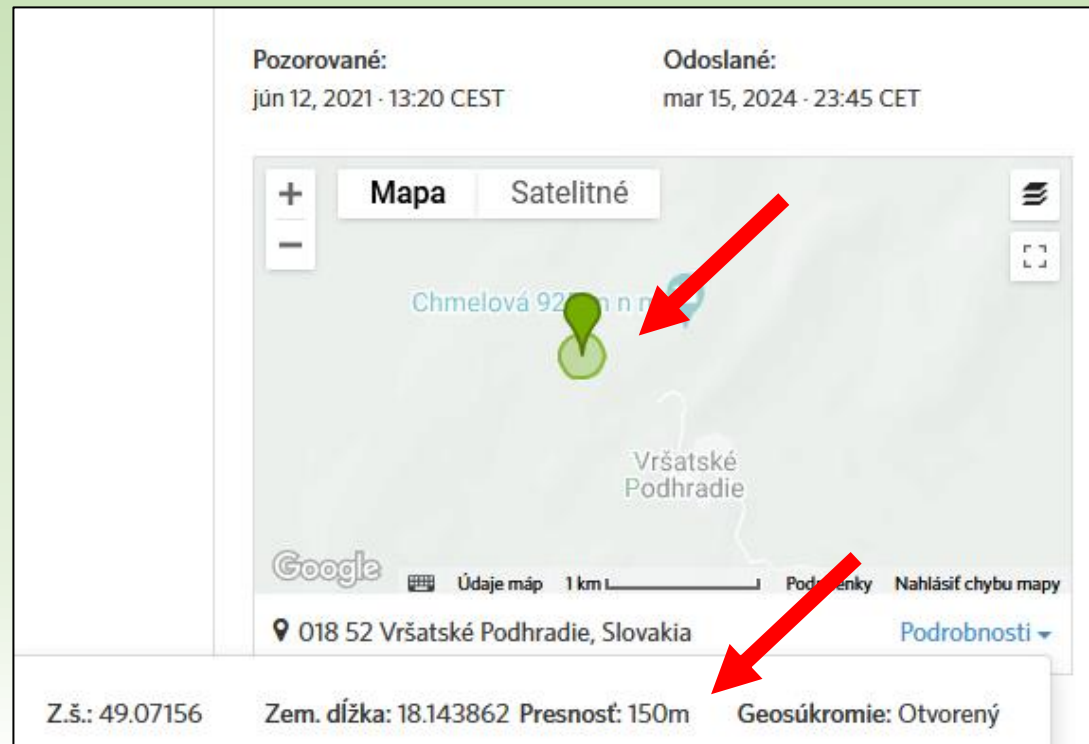 Pozorované:
jún 12, 2021 · 13:20 CEST
Odoslané:
mar 15, 2024 · 23:45 CET
+
Mapa
Satelitné
−
Chmelová 92 n n
Vršatské
Podhradie
Google
Údaje máp
1 km
Nahlásiť chybu mapy
018 52 Vršatské Podhradie, Slovakia
Podrobnosti
Z.š.: 49.07156
Zem. dĺžka: 18.143862 Presnosť: 150m
Geosúkromie: Otvorený